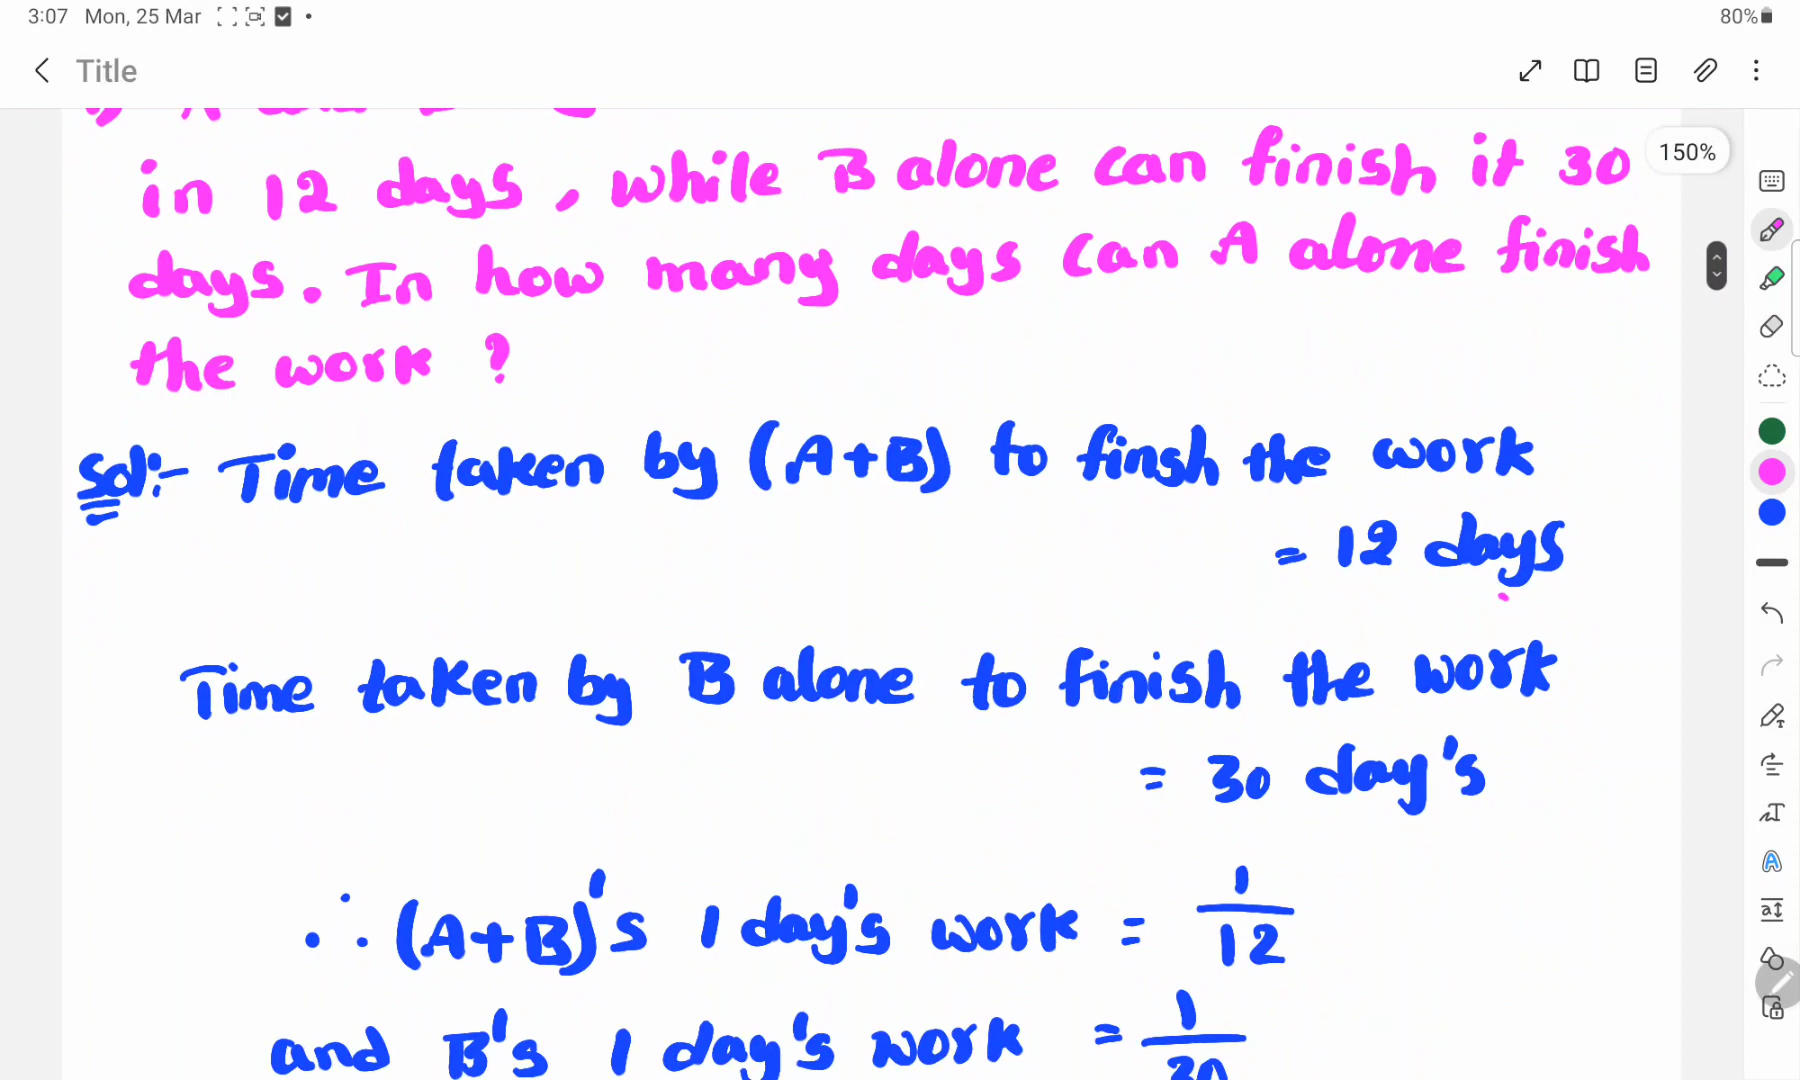 3:07 Mon, 25 Mar
80%
Title
150%
in 12 days, while B alone can finish it 30
days. In how many days can A alone finish
the work ?
Sol:- Time taken by (A+B) to finsh the work
= 12 days
Time taken by B alone to finish the work
= 30 day's
∴ (A+B)'s 1 day's work = 1/12
and B's 1 day's work = 1/30